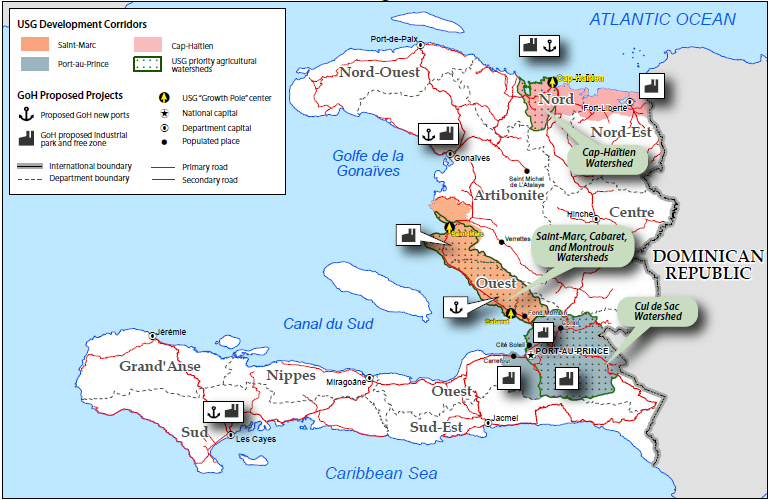 USG Development Corridors
Saint-Marc
Cap-Haïtien
Port-au-Prince
USG priority agricultural
watersheds
GoH Proposed Projects
Proposed GoH new ports
GoH proposed industrial
park and free zone
USG "Growth Pole" center
National capital
Department capital
Populated place
International boundary
Department boundary
Primary road
Secondary road
ATLANTIC OCEAN
Port-de-Paix
Nord-Ouest
Cap-Haïtien
Nord
Fort-Liberté
Nord-Est
Cap-Haïtien
Watershed
Golfe de la
Gonaïves
Gonaïves
Saint Michel
de L'Atalaye
Artibonite
Hinche
Centre
Saint-Marc
Verrettes
Saint-Marc, Cabaret,
and Montrouis
Watersheds
DOMINICAN
REPUBLIC
Ouest
Cul de Sac
Watershed
Canal du Sud
Cabaret
Fond Mombin
Cité Soleil
PORT-AU-PRINCE
Carrefour
Jérémie
Grand'Anse
Nippes
Miragoâne
Ouest
Sud
Les Cayes
Sud-Est
Jacmel
Caribbean Sea